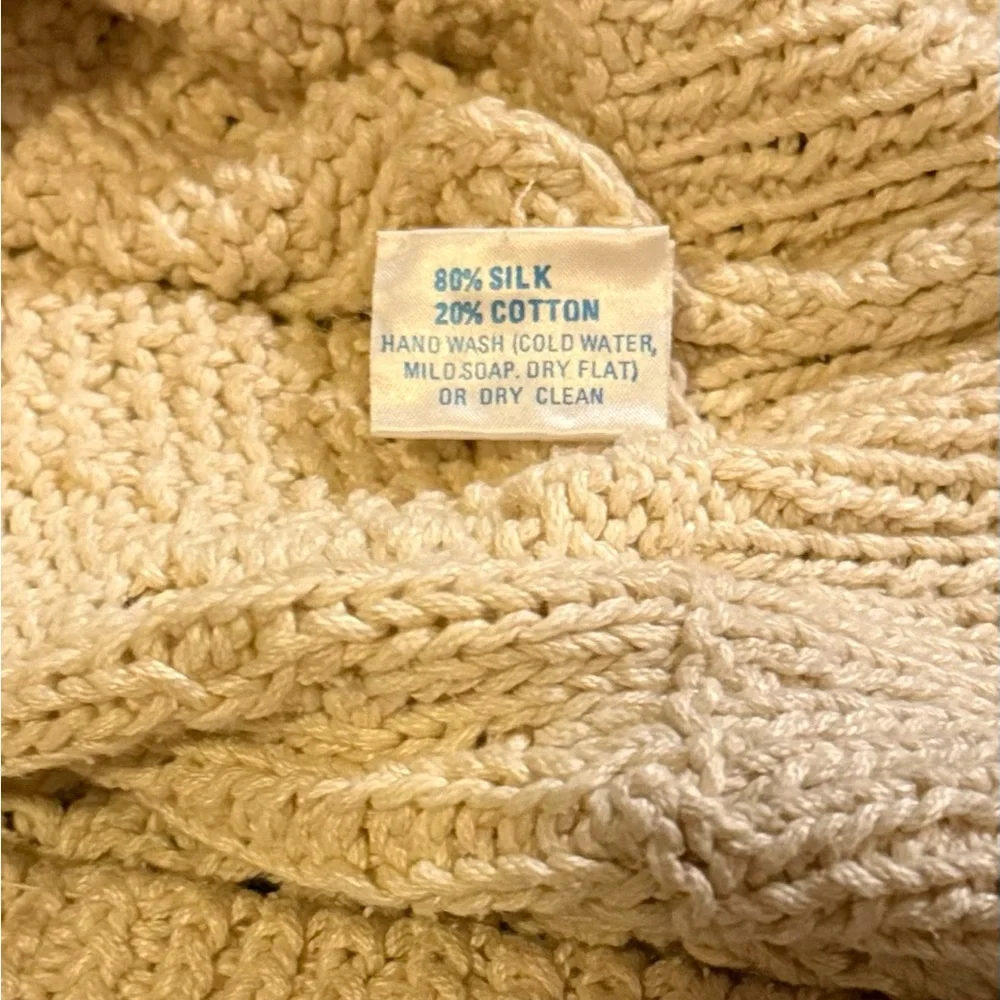 80% SILK
20% COTTON
HAND WASH (COLD WATER,
MILD.SOAP. DRY FLAT)
OR DRY CLEAN